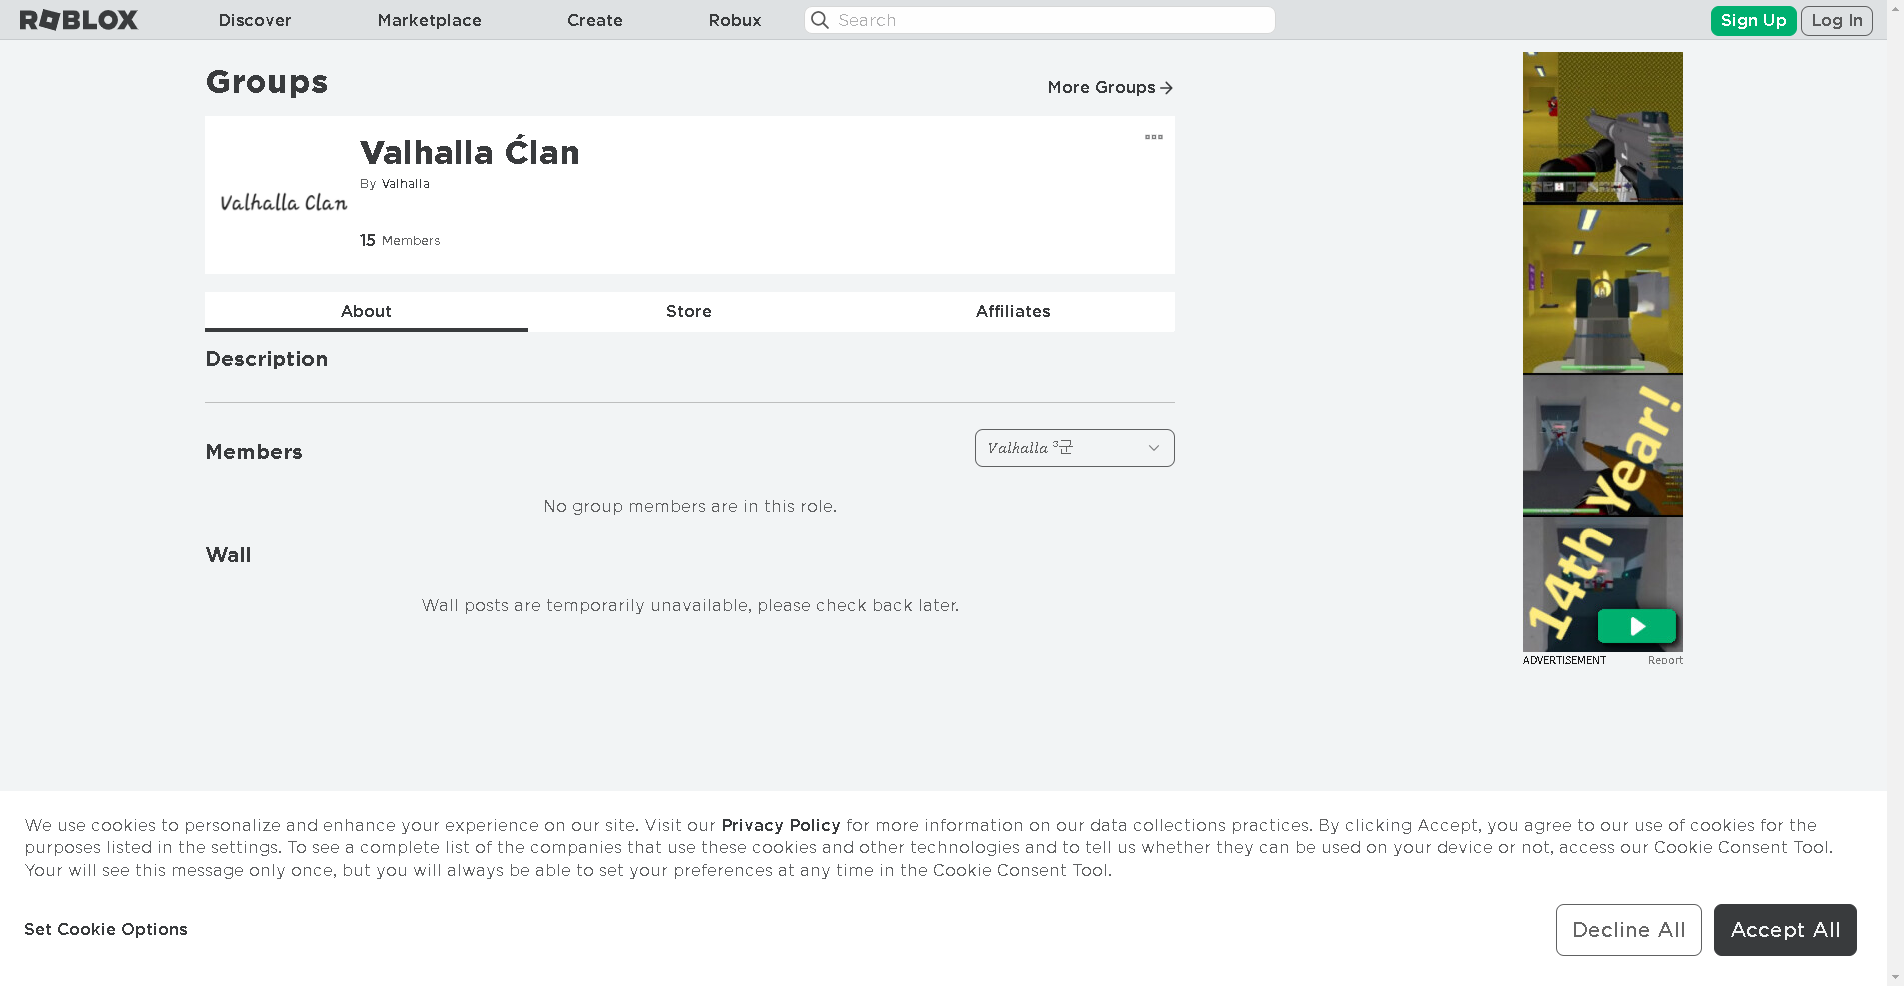 ROBLOX Discover Marketplace Create Robux Search Sign Up Log In
Groups
More Groups
Valhalla Ćlan
By Valhalla
Valhalla Clan
15 Members
About Store Affiliates
Description
Members
Valhalla ³군
No group members are in this role.
Wall
Wall posts are temporarily unavailable, please check back later.
14th Year!
ADVERTISEMENT Report
We use cookies to personalize and enhance your experience on our site. Visit our Privacy Policy for more information on our data collections practices. By clicking Accept, you agree to our use of cookies for the
purposes listed in the settings. To see a complete list of the companies that use these cookies and other technologies and to tell us whether they can be used on your device or not, access our Cookie Consent Tool.
Your will see this message only once, but you will always be able to set your preferences at any time in the Cookie Consent Tool.
Set Cookie Options
Decline All Accept All